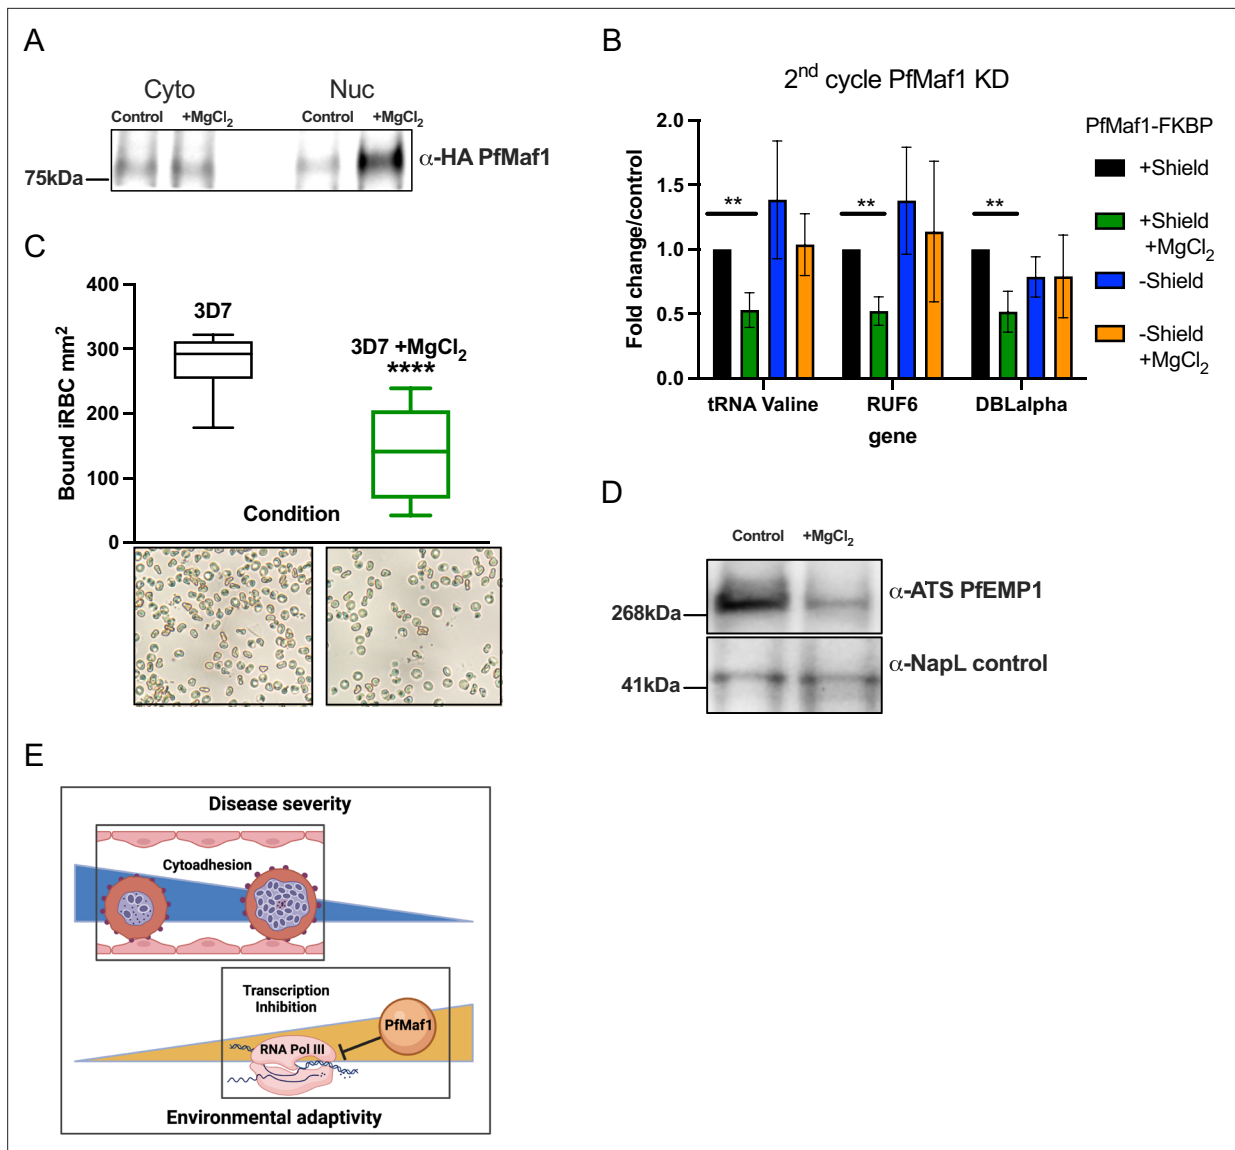 A
Cyto
Nuc
Control
+MgCl2
Control
+MgCl2
α-HA PfMaf1
75kDa
B
2nd cycle PfMaf1 KD
Fold change/control
2.0
1.5
1.0
0.5
0.0
**
**
**
tRNA Valine
RUF6
DBLalpha
gene
PfMaf1-FKBP
+Shield
+Shield
+MgCl2
-Shield
-Shield
+MgCl2
C
Bound iRBC mm2
400
300
200
100
0
3D7
3D7 +MgCl2
****
Condition
D
Control
+MgCl2
α-ATS PfEMP1
268kDa
α-NapL control
41kDa
E
Disease severity
Cytoadhesion
Transcription
Inhibition
PfMaf1
RNA Pol III
Environmental adaptivity